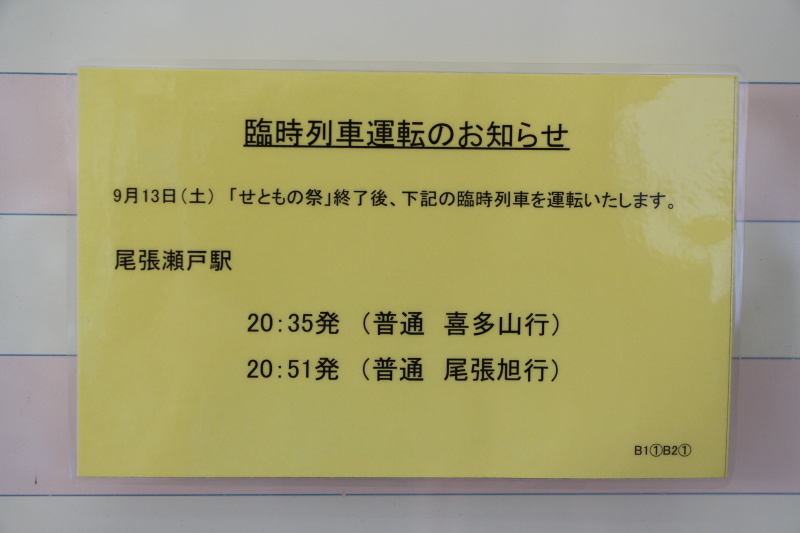 臨時列車運転のお知らせ
9月13日(土) 「せともの祭」終了後、下記の臨時列車を運転いたします。
尾張瀬戸駅
20:35発 (普通 喜多山行)
20:51発 (普通 尾張旭行)
B1①B2①